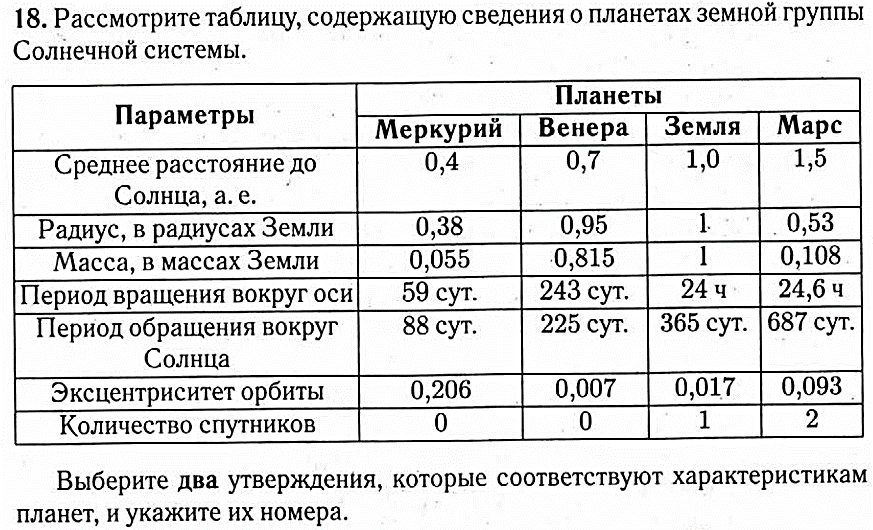 18. Рассмотрите таблицу, содержащую сведения о планетах земной группы
Солнечной системы.
Параметры
Планеты
Меркурий Венера Земля Марс
Среднее расстояние до
Солнца, а. е.
0,4 0,7 1,0 1,5
Радиус, в радиусах Земли 0,38 0,95 1 0,53
Масса, в массах Земли 0,055 0,815 1 0,108
Период вращения вокруг оси 59 сут. 243 сут. 24 ч 24,6 ч
Период обращения вокруг
Солнца
88 сут. 225 сут. 365 сут. 687 сут.
Эксцентриситет орбиты 0,206 0,007 0,017 0,093
Количество спутников 0 0 1 2
Выберите два утверждения, которые соответствуют характеристикам
планет, и укажите их номера.